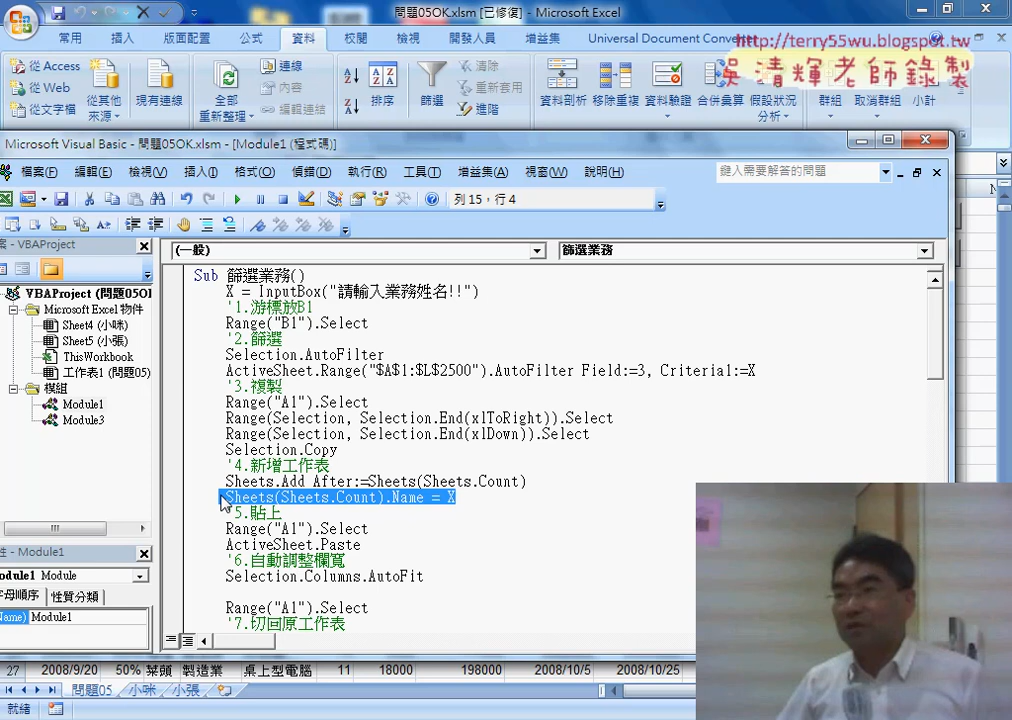 問題05OK.xlsm [已修復] - Microsoft Excel
常用 插入 版面配置 公式 資料 校閱 檢視 開發人員 增益集 Universal Document Conve
http://terry55wu.blogspot.tw
吳清輝老師錄製
從 Access
從 Web
從文字檔
從其他來源
現有連線
全部重新整理
連線
內容
編輯連結
排序
篩選
清除
重新套用
進階
資料剖析 移除重複 資料驗證 合併彙算 假設狀況分析 群組 取消群組 小計
Microsoft Visual Basic - 問題05OK.xlsm - [Module1 (程式碼)]
檔案(F) 編輯(E) 檢視(V) 插入(I) 格式(O) 偵錯(D) 執行(R) 工具(T) 增益集(A) 視窗(W) 說明(H) 鍵入需要解答的問題
列 15，行 4
案 - VBAProject
VBAProject (問題05OI
Microsoft Excel 物件
Sheet4 (小咪)
Sheet5 (小張)
ThisWorkbook
工作表1 (問題05)
模組
Module1
Module3
性 - Module1
odule1 Module
字母順序 性質分類
Name) Module1
(一般) 篩選業務
Sub 篩選業務()
X = InputBox("請輸入業務姓名!!")
'1.游標放B1
Range("B1").Select
'2.篩選
Selection.AutoFilter
ActiveSheet.Range("$A$1:$L$2500").AutoFilter Field:=3, Criteria1:=X
'3.複製
Range("A1").Select
Range(Selection, Selection.End(xlToRight)).Select
Range(Selection, Selection.End(xlDown)).Select
Selection.Copy
'4.新增工作表
Sheets.Add After:=Sheets(Sheets.Count)
Sheets(Sheets.Count).Name = X
'5.貼上
Range("A1").Select
ActiveSheet.Paste
'6.自動調整欄寬
Selection.Columns.AutoFit
Range("A1").Select
'7.切回原工作表
27 2008/9/20 50% 菜頭 製造業 桌上型電腦 11 18000 198000 2008/10/5 2008/10/25
問題05 小咪 小張
就緒